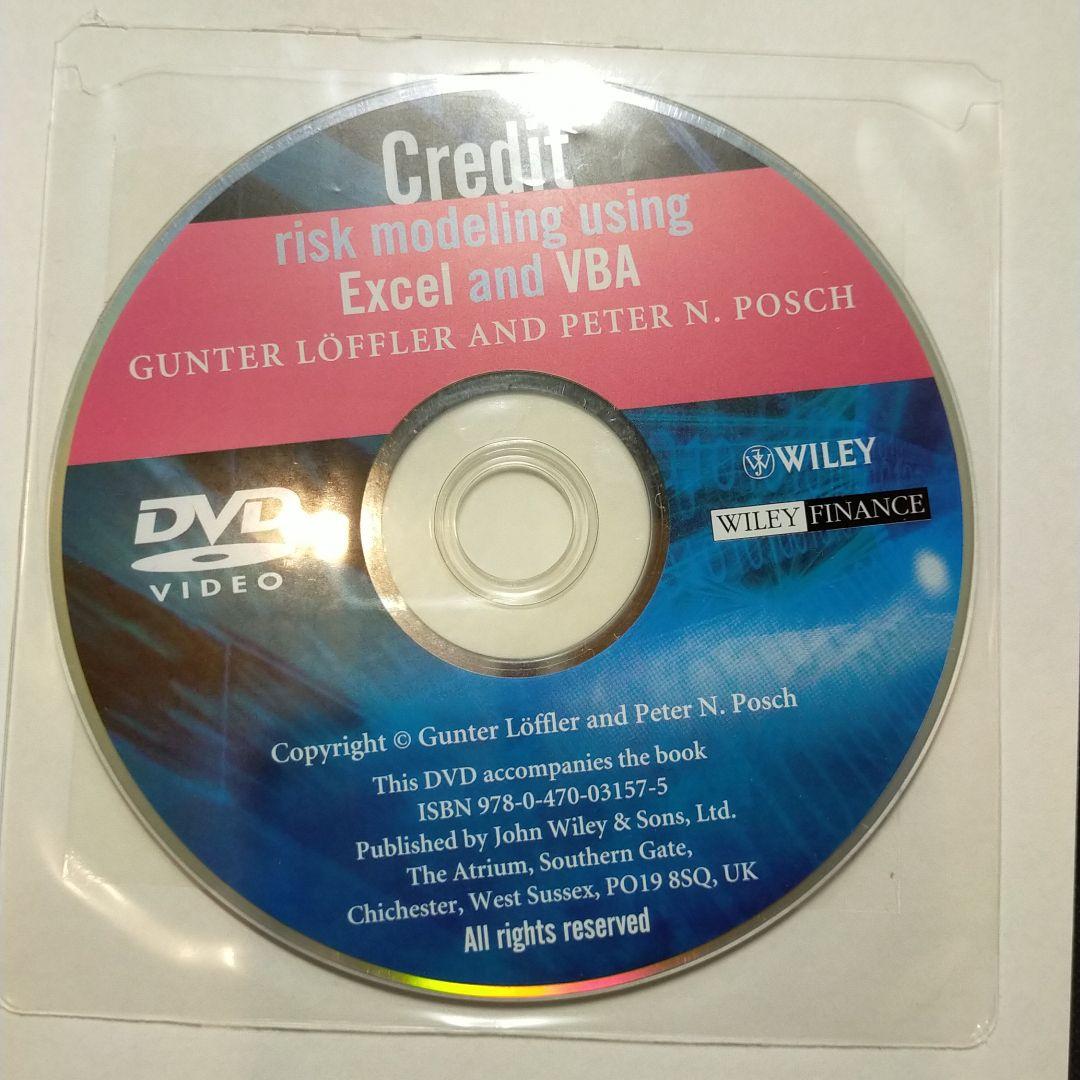 Credit
risk modeling using
Excel and VBA
GUNTER LÖFFLER AND PETER N. POSCH
DVD
VIDEO
WILEY
WILEY FINANCE
Copyright © Gunter Löffler and Peter N. Posch
This DVD accompanies the book
ISBN 978-0-470-03157-5
Published by John Wiley & Sons, Ltd.
The Atrium, Southern Gate,
Chichester, West Sussex, PO19 8SQ, UK
All rights reserved